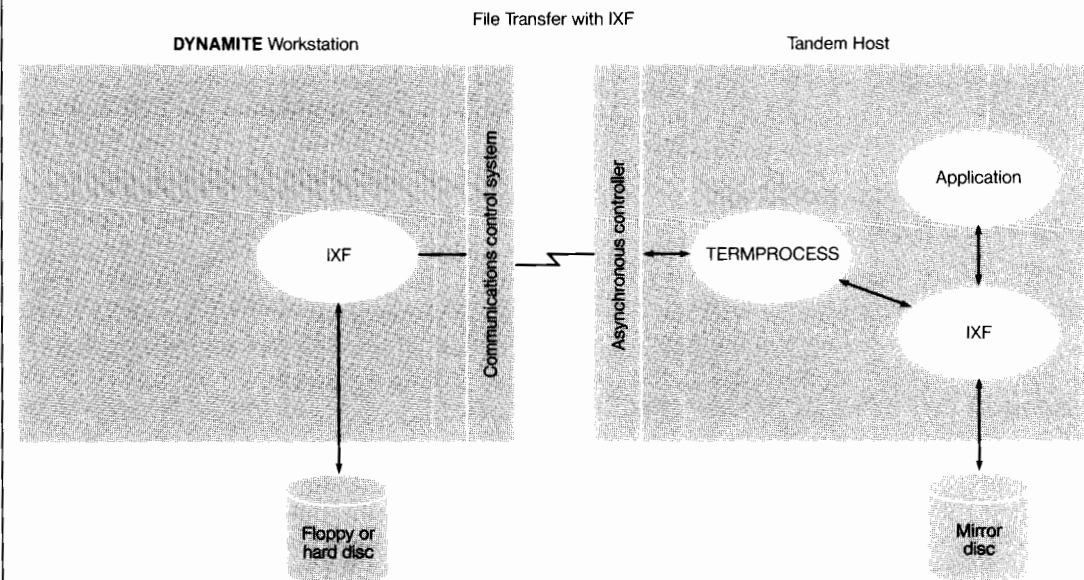 File Transfer with IXF
DYNAMITE Workstation
Tandem Host
Communications control system
Asynchronous controller
Application
IXF
TERMPROCESS
IXF
Floppy or
hard disc
Mirror
disc